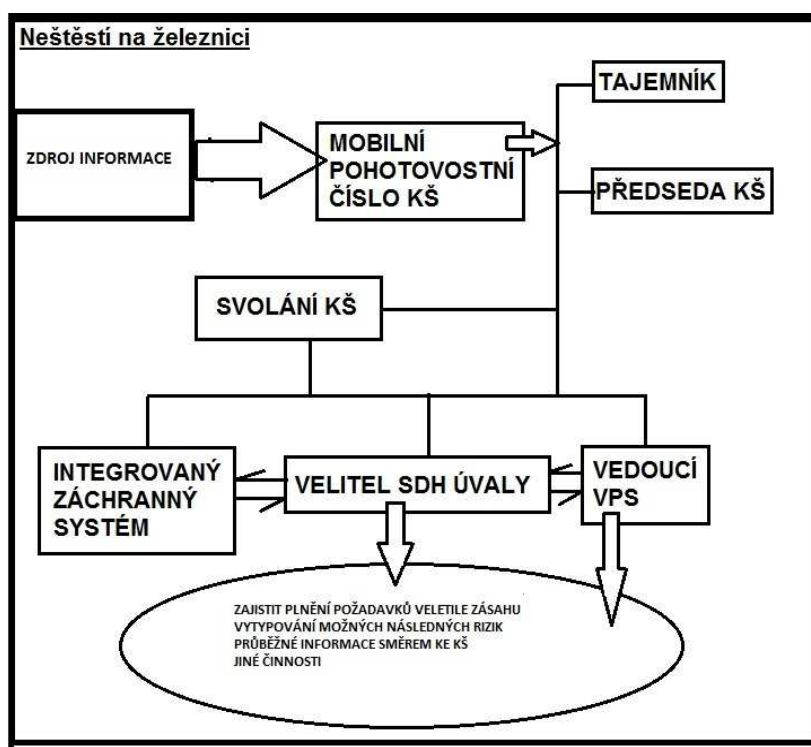 Neštěstí na železnici
TAJEMNÍK
ZDROJ INFORMACE
MOBILNÍ
POHOTOVOSTNÍ
ČÍSLO KŠ
PŘEDSEDA KŠ
SVOLÁNÍ KŠ
INTEGROVANÝ
ZÁCHRANNÝ
SYSTÉM
VELITEL SDH ÚVALY
VEDOUCÍ
VPS
ZAJISTIT PLNĚNÍ POŽADAVKŮ VELETILE ZÁSAHU
VYTYPOVÁNÍ MOŽNÝCH NÁSLEDNÝCH RIZIK
PRŮBĚŽNÉ INFORMACE SMĚREM KE KŠ
JINÉ ČINNOSTI